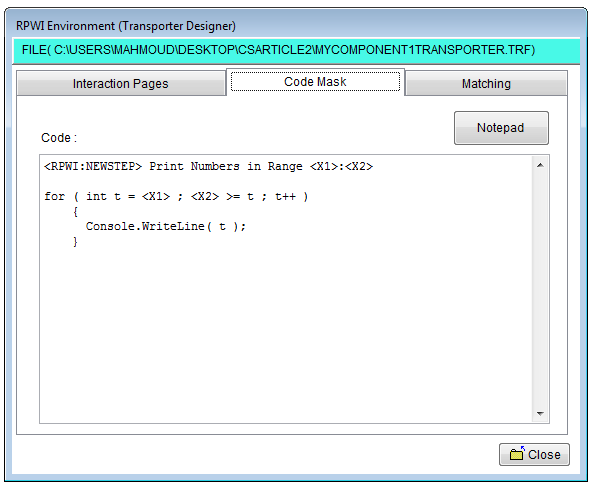 RPWI Environment (Transporter Designer)
FILE( C:\USERS\MAHMOUD\DESKTOP\CSARTICLE2\MYCOMPONENT1TRANSPORTER.TRF)
Interaction Pages
Code Mask
Matching
Notepad
Code :
<RPWI:NEWSTEP> Print Numbers in Range <X1>:<X2>
for ( int t = <X1> ; <X2> >= t ; t++ )
{
Console.WriteLine( t );
}
Close